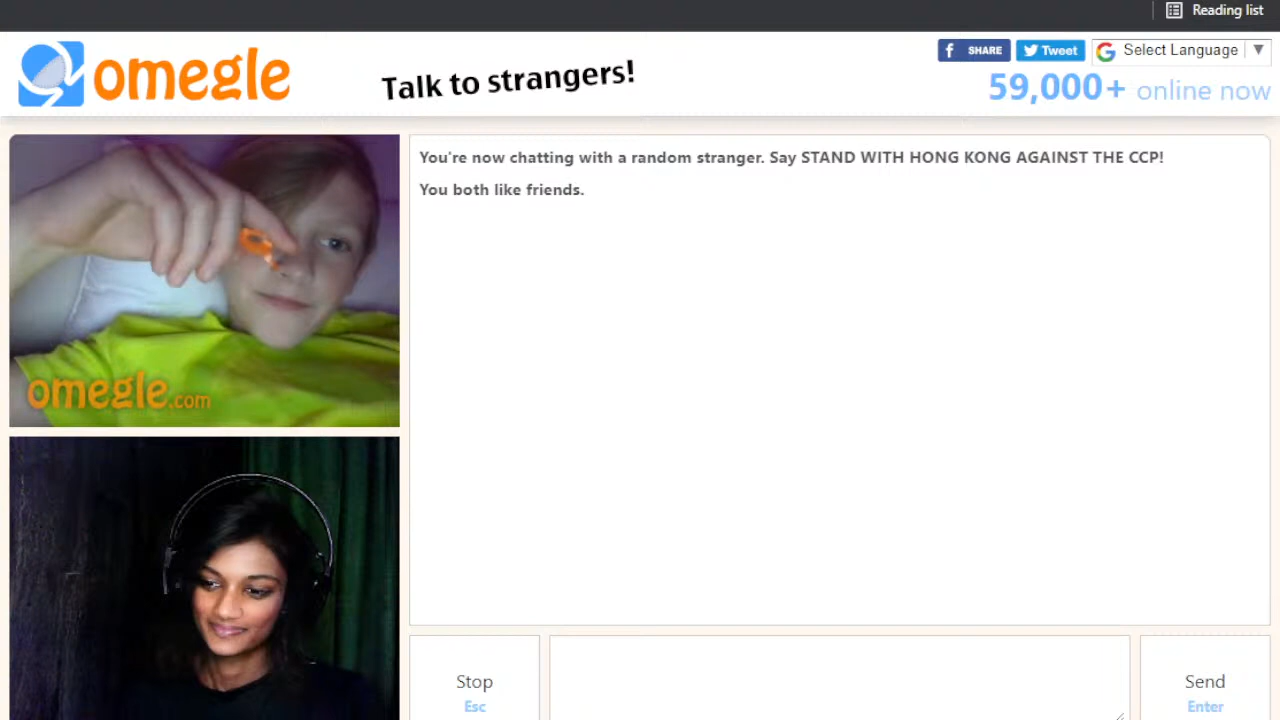 Reading list
omegle
Talk to strangers!
f SHARE
Tweet
G Select Language ▼
59,000+ online now
You're now chatting with a random stranger. Say STAND WITH HONG KONG AGAINST THE CCP!
You both like friends.
omegle.com
Stop
Esc
Send
Enter